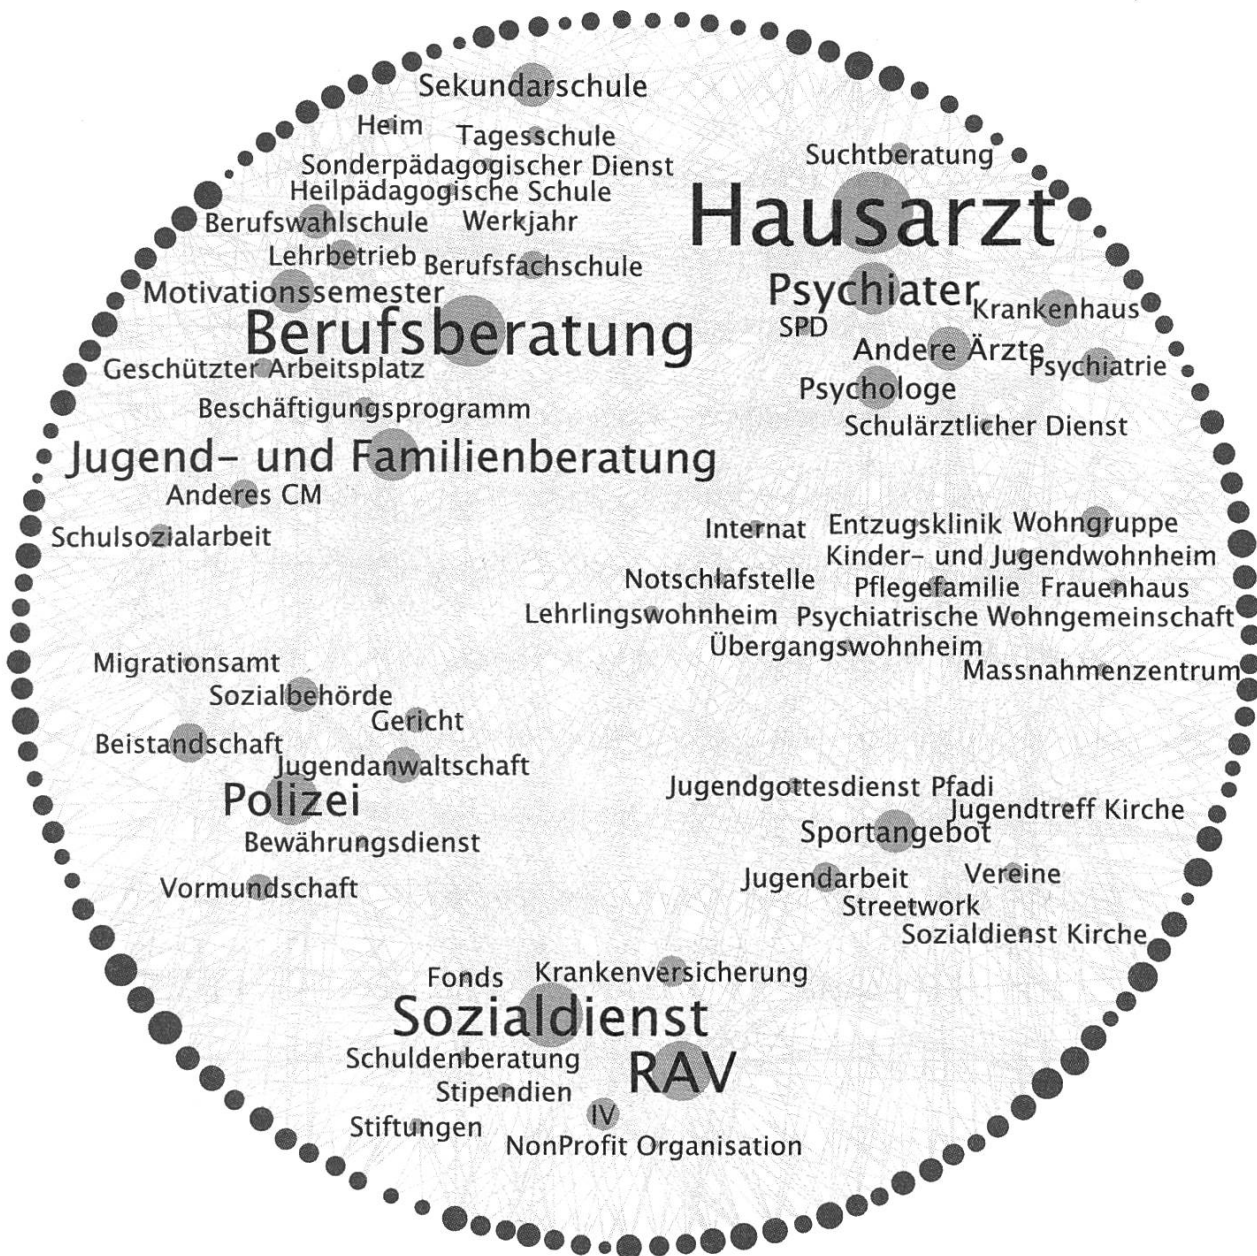 Sekundarschule
Heim
Tagesschule
Sonderpädagogischer Dienst
Heilpädagogische Schule
Berufswahlschule
Werkjahr
Lehrbetrieb
Berufsfachschule
Motivationssemester
Berufsberatung
Geschützter Arbeitsplatz
Beschäftigungsprogramm
Jugend- und Familienberatung
Anderes CM
Schulsozialarbeit
Suchtberatung
Hausarzt
Psychiater
Krankenhaus
SPD
Andere Ärzte
Psychiatrie
Psychologe
Schulärztlicher Dienst
Internat
Entzugsklinik
Wohngruppe
Kinder- und Jugendwohnheim
Notschlafstelle
Pflegefamilie
Frauenhaus
Lehrlingswohnheim
Psychiatrische Wohngemeinschaft
Übergangswohnheim
Massnahmenzentrum
Migrationsamt
Sozialbehörde
Gericht
Beistandschaft
Jugendanwaltschaft
Polizei
Bewährungsdienst
Vormundschaft
Jugendgottesdienst
Pfadi
Jugendtreff Kirche
Sportangebot
Jugendarbeit
Vereine
Streetwork
Sozialdienst Kirche
Fonds
Krankenversicherung
Sozialdienst
Schuldenberatung
RAV
Stipendien
IV
Stiftungen
NonProfit Organisation